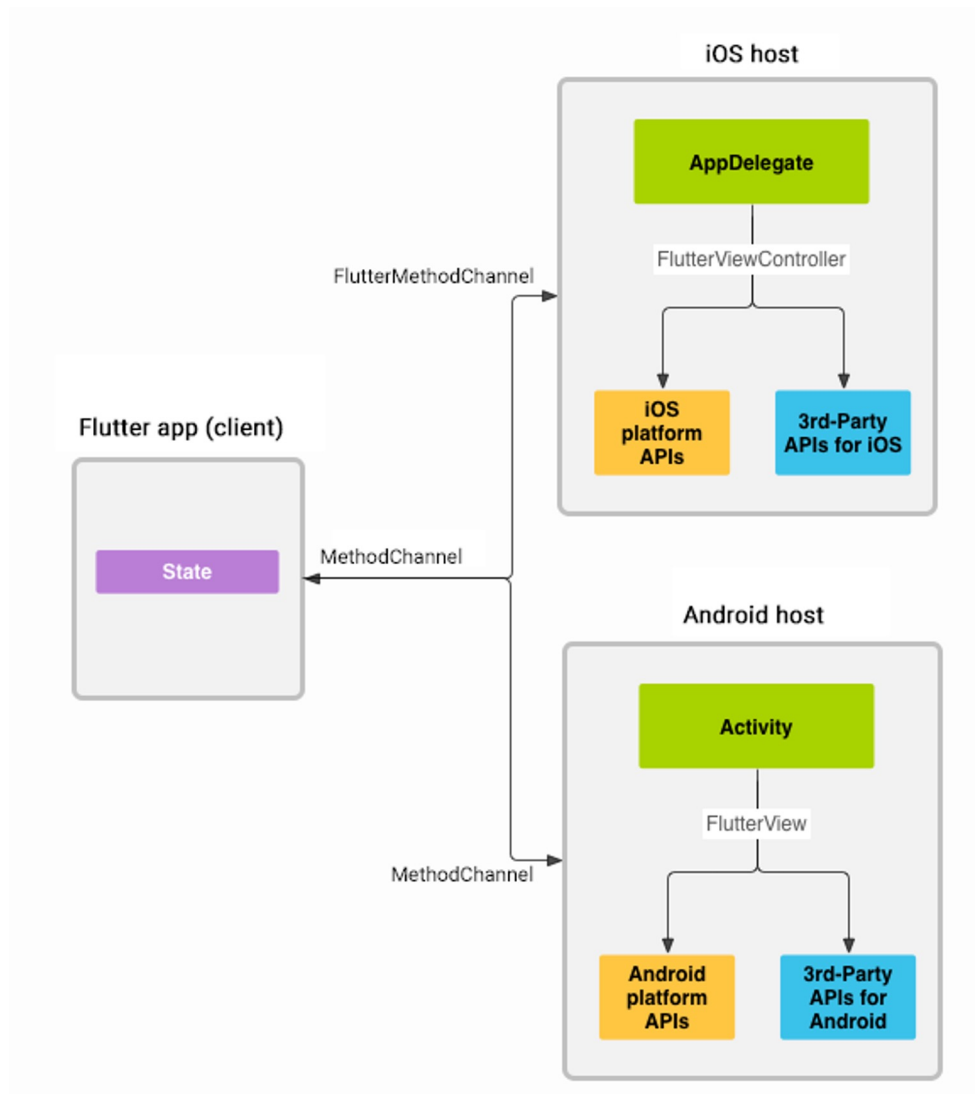 iOS host
AppDelegate
FlutterViewController
FlutterMethodChannel
iOS
platform
APIs
3rd-Party
APIs for iOS
Flutter app (client)
State
MethodChannel
Android host
Activity
FlutterView
MethodChannel
Android
platform
APIs
3rd-Party
APIs for
Android